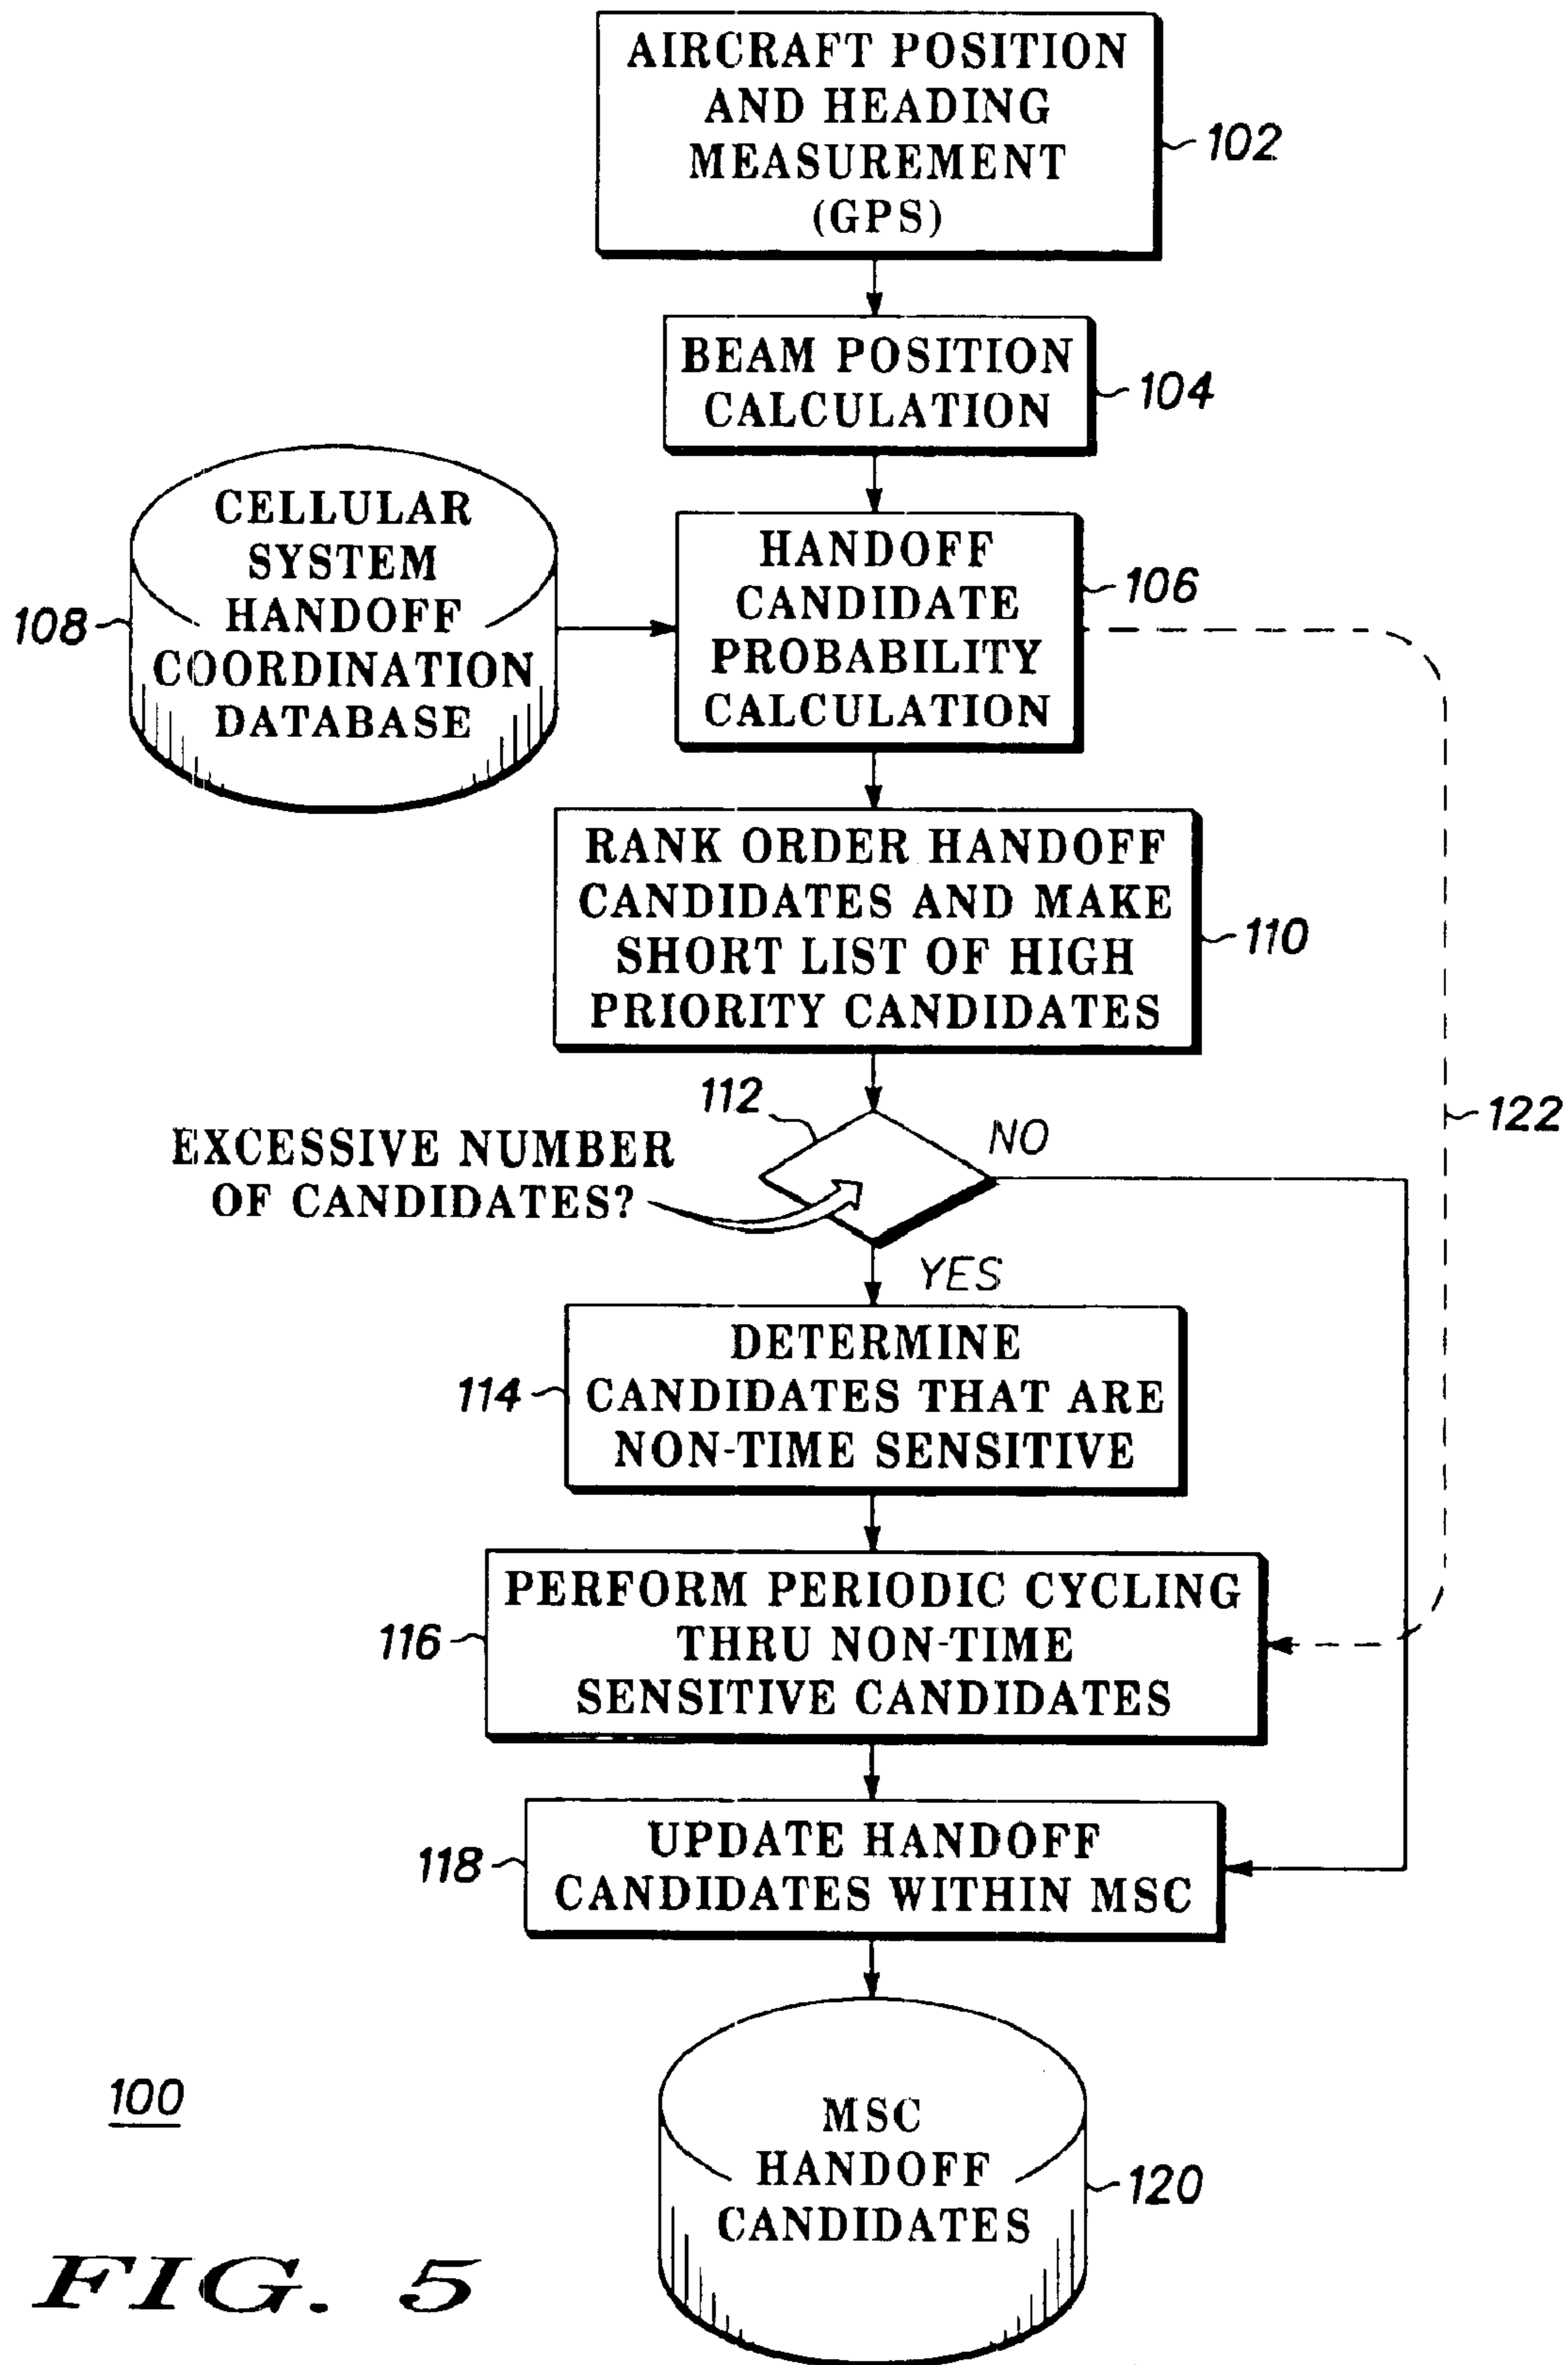 AIRCRAFT POSITION
AND HEADING
MEASUREMENT
(GPS)
102
BEAM POSITION
CALCULATION
104
CELLULAR
SYSTEM
HANDOFF
COORDINATION
DATABASE
108
HANDOFF
CANDIDATE
PROBABILITY
CALCULATION
106
RANK ORDER HANDOFF
CANDIDATES AND MAKE
SHORT LIST OF HIGH
PRIORITY CANDIDATES
110
112
EXCESSIVE NUMBER
OF CANDIDATES?
NO
122
YES
DETERMINE
CANDIDATES THAT ARE
NON-TIME SENSITIVE
114
PERFORM PERIODIC CYCLING
THRU NON-TIME
SENSITIVE CANDIDATES
116
UPDATE HANDOFF
CANDIDATES WITHIN MSC
118
MSC
HANDOFF
CANDIDATES
120
100
FIG. 5